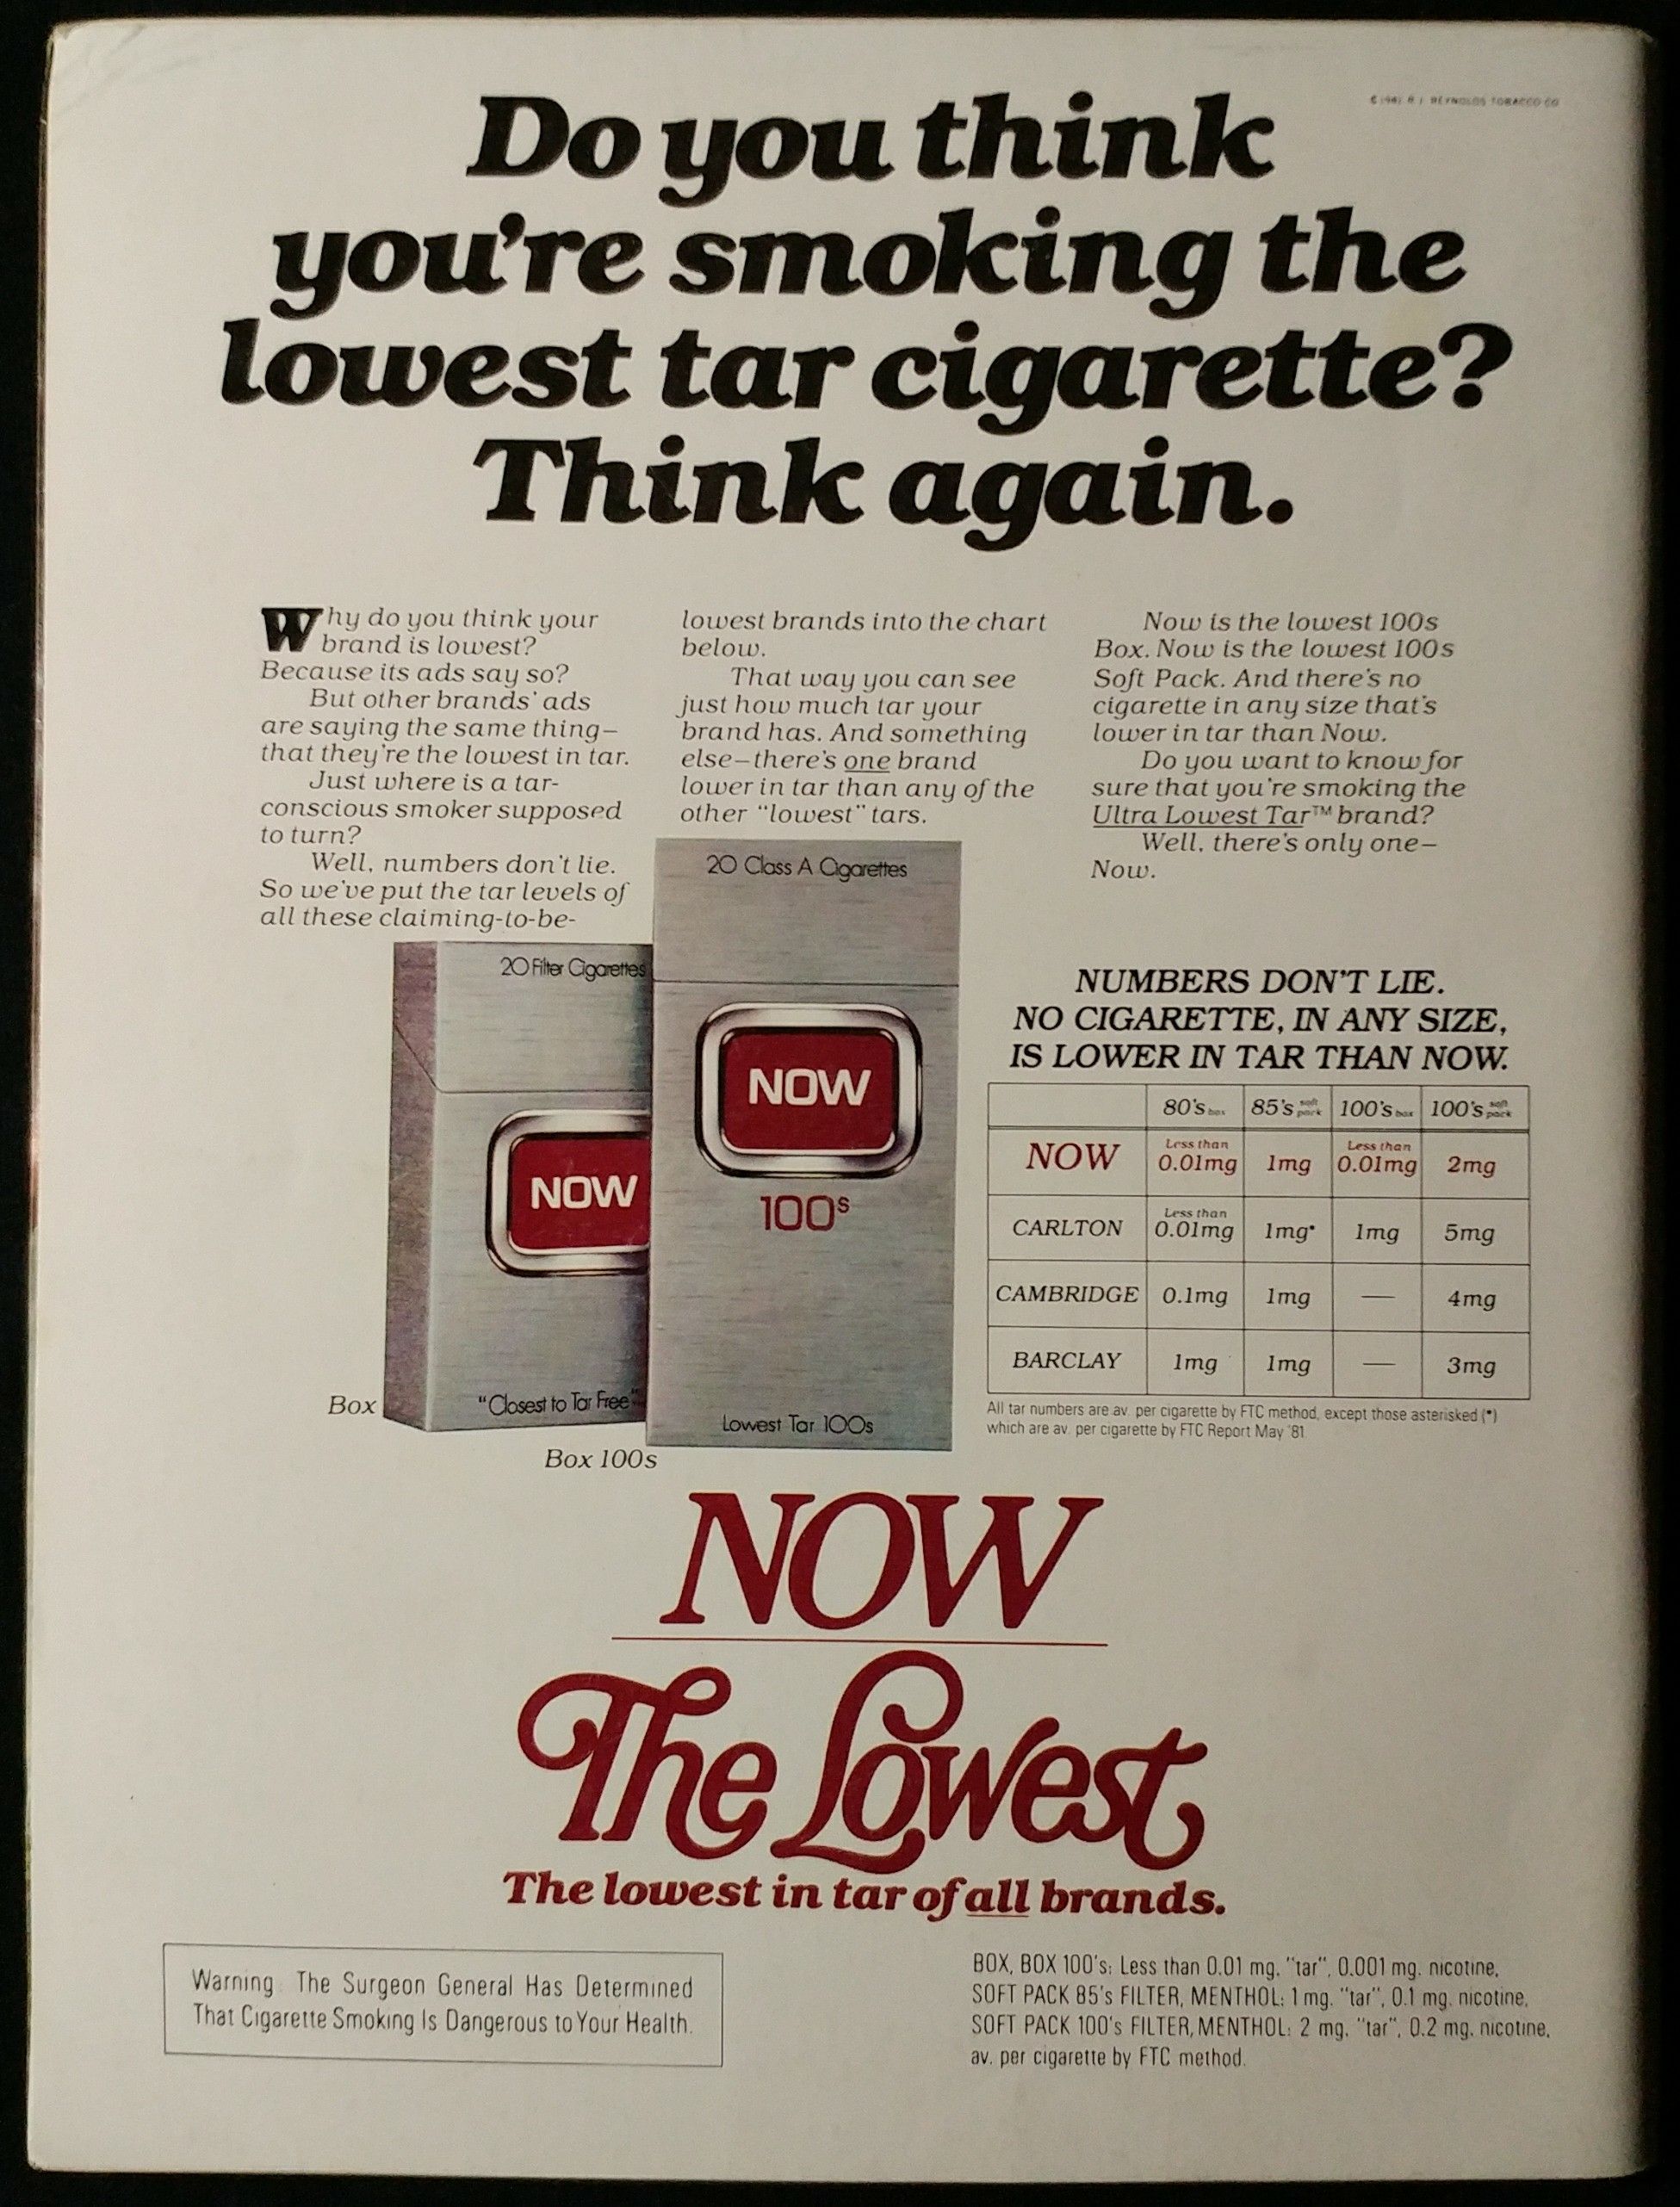 Do you think
you're smoking the
lowest tar cigarette?
Think again.
REYNOLDS TOBACCO CO
Why do you think your
brand is lowest?
Because its ads say so?
But other brands' ads
are saying the same thing—
that they're the lowest in tar.
Just where is a tar-
conscious smoker supposed
to turn?
Well, numbers don't lie.
So we've put the tar levels of
all these claiming-to-be-
lowest brands into the chart
below.
That way you can see
just how much tar your
brand has. And something
else—there's one brand
lower in tar than any of the
other "lowest" tars.
Now is the lowest 100s
Box. Now is the lowest 100s
Soft Pack. And there's no
cigarette in any size that's
lower in tar than Now.
Do you want to know for
sure that you're smoking the
Ultra Lowest Tar™ brand?
Well, there's only one—
Now.
20 Filter Cigarettes
NOW
"Closest to Tar Free"
Box
20 Class A Cigarettes
NOW
100s
Lowest Tar 100s
Box 100s
NUMBERS DON'T LIE.
NO CIGARETTE, IN ANY SIZE,
IS LOWER IN TAR THAN NOW.
80's box 85's soft pack 100's box 100's soft pack
NOW Less than 0.01mg 1mg Less than 0.01mg 2mg
CARLTON Less than 0.01mg 1mg* 1mg 5mg
CAMBRIDGE 0.1mg 1mg — 4mg
BARCLAY 1mg 1mg — 3mg
All tar numbers are av. per cigarette by FTC method, except those asterisked (*)
which are av. per cigarette by FTC Report May '81.
NOW
The Lowest
The lowest in tar of all brands.
Warning: The Surgeon General Has Determined
That Cigarette Smoking Is Dangerous to Your Health.
BOX, BOX 100's: Less than 0.01 mg. "tar", 0.001 mg. nicotine,
SOFT PACK 85's FILTER, MENTHOL: 1 mg. "tar", 0.1 mg. nicotine,
SOFT PACK 100's FILTER, MENTHOL: 2 mg. "tar", 0.2 mg. nicotine,
av. per cigarette by FTC method.